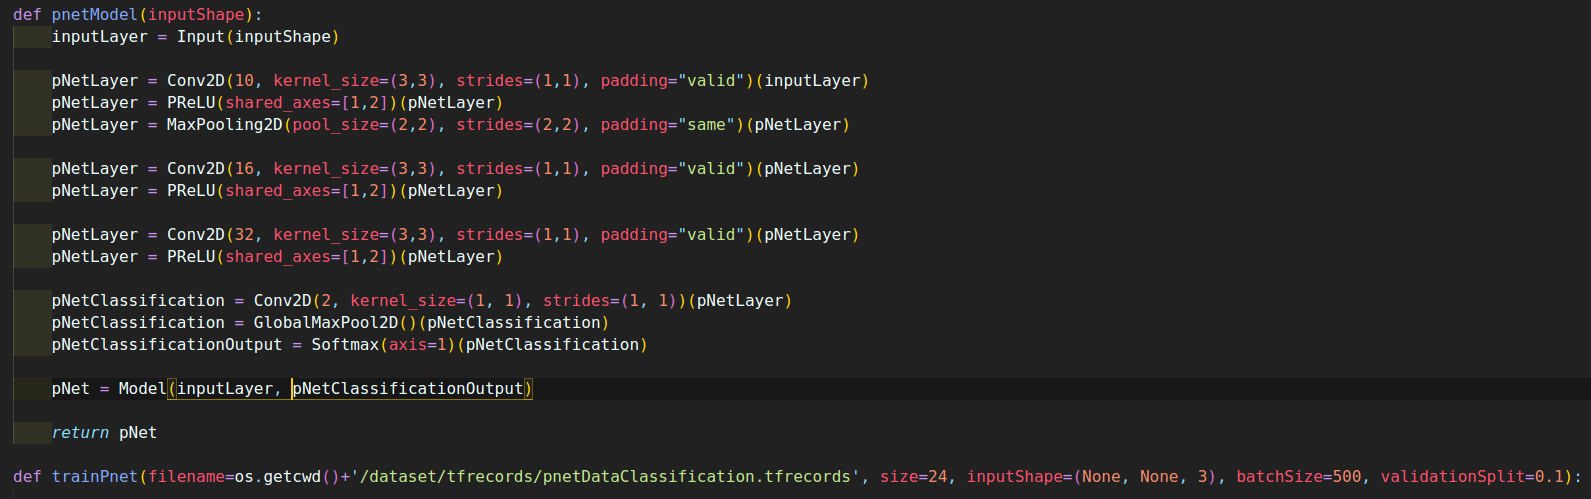 def pnetModel(inputShape):
    inputLayer = Input(inputShape)
    pNetLayer = Conv2D(10, kernel_size=(3,3), strides=(1,1), padding="valid")(inputLayer)
    pNetLayer = PReLU(shared_axes=[1,2])(pNetLayer)
    pNetLayer = MaxPooling2D(pool_size=(2,2), strides=(2,2), padding="same")(pNetLayer)
    pNetLayer = Conv2D(16, kernel_size=(3,3), strides=(1,1), padding="valid")(pNetLayer)
    pNetLayer = PReLU(shared_axes=[1,2])(pNetLayer)
    pNetLayer = Conv2D(32, kernel_size=(3,3), strides=(1,1), padding="valid")(pNetLayer)
    pNetLayer = PReLU(shared_axes=[1,2])(pNetLayer)
    pNetClassification = Conv2D(2, kernel_size=(1, 1), strides=(1, 1))(pNetLayer)
    pNetClassification = GlobalMaxPool2D()(pNetClassification)
    pNetClassificationOutput = Softmax(axis=1)(pNetClassification)
    pNet = Model(inputLayer, pNetClassificationOutput)
    return pNet
def trainPnet(filename=os.getcwd()+'/dataset/tfrecords/pnetDataClassification.tfrecords', size=24, inputShape=(None, None, 3), batchSize=500, validationSplit=0.1):